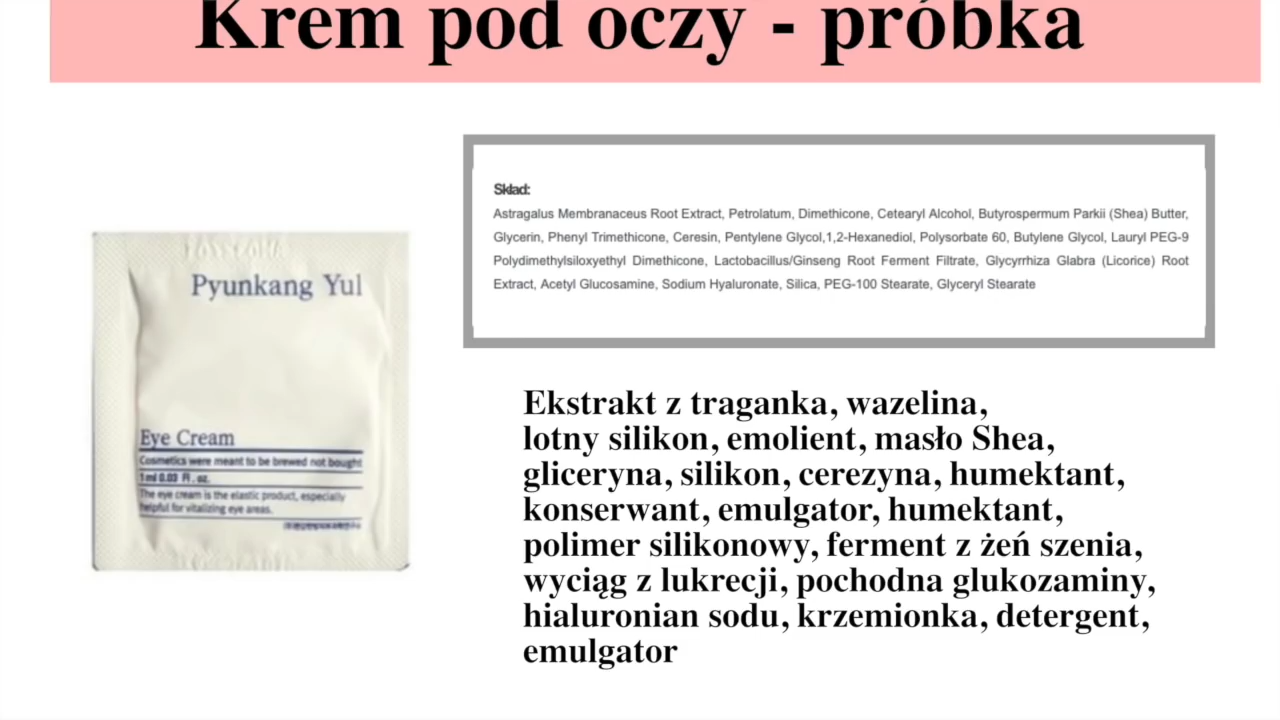 Krem pod oczy - próbka
Skład:
Astragalus Membranaceus Root Extract, Petrolatum, Dimethicone, Cetearyl Alcohol, Butyrospermum Parkii (Shea) Butter,
Glycerin, Phenyl Trimethicone, Ceresin, Pentylene Glycol,1,2-Hexanediol, Polysorbate 60, Butylene Glycol, Lauryl PEG-9
Polydimethylsiloxyethyl Dimethicone, Lactobacillus/Ginseng Root Ferment Filtrate, Glycyrrhiza Glabra (Licorice) Root
Extract, Acetyl Glucosamine, Sodium Hyaluronate, Silica, PEG-100 Stearate, Glyceryl Stearate
Pyunkang Yul
Eye Cream
Cosmetics were meant to be brewed not bought
1 ml 0.03 Fl . oz.
The eye cream is the elastic product, especially
helpful for vitalizing eye areas.
Ekstrakt z traganka, wazelina,
lotny silikon, emolient, masło Shea,
gliceryna, silikon, cerezyna, humektant,
konserwant, emulgator, humektant,
polimer silikonowy, ferment z żeń szenia,
wyciąg z lukrecji, pochodna glukozaminy,
hialuronian sodu, krzemionka, detergent,
emulgator